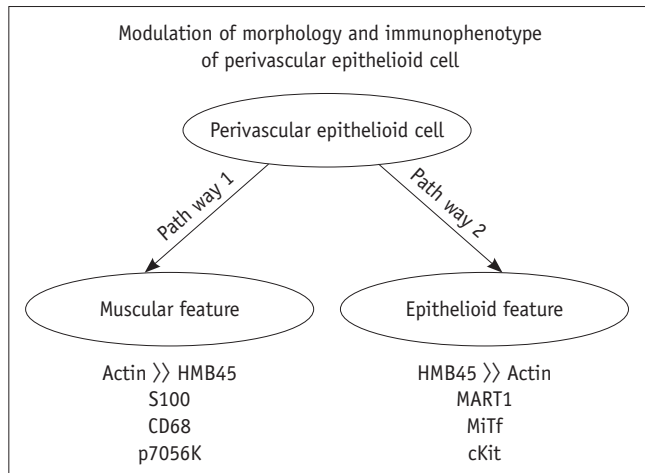 Modulation of morphology and immunophenotype
of perivascular epithelioid cell
Perivascular epithelioid cell
Path way 1
Path way 2
Muscular feature
Epithelioid feature
Actin 》 HMB45
S100
CD68
p7056K
HMB45 》 Actin
MART1
MiTf
cKit